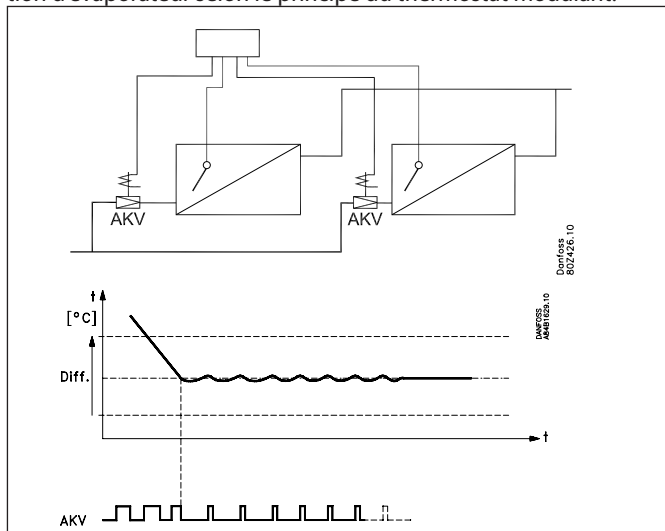 tion d'évaporateur selon le principe du thermostat modulant.
AKV
AKV
Danfoss
80Z426.10
t
[°C]
DANFOSS
A84B1629.10
Diff.
t
AKV